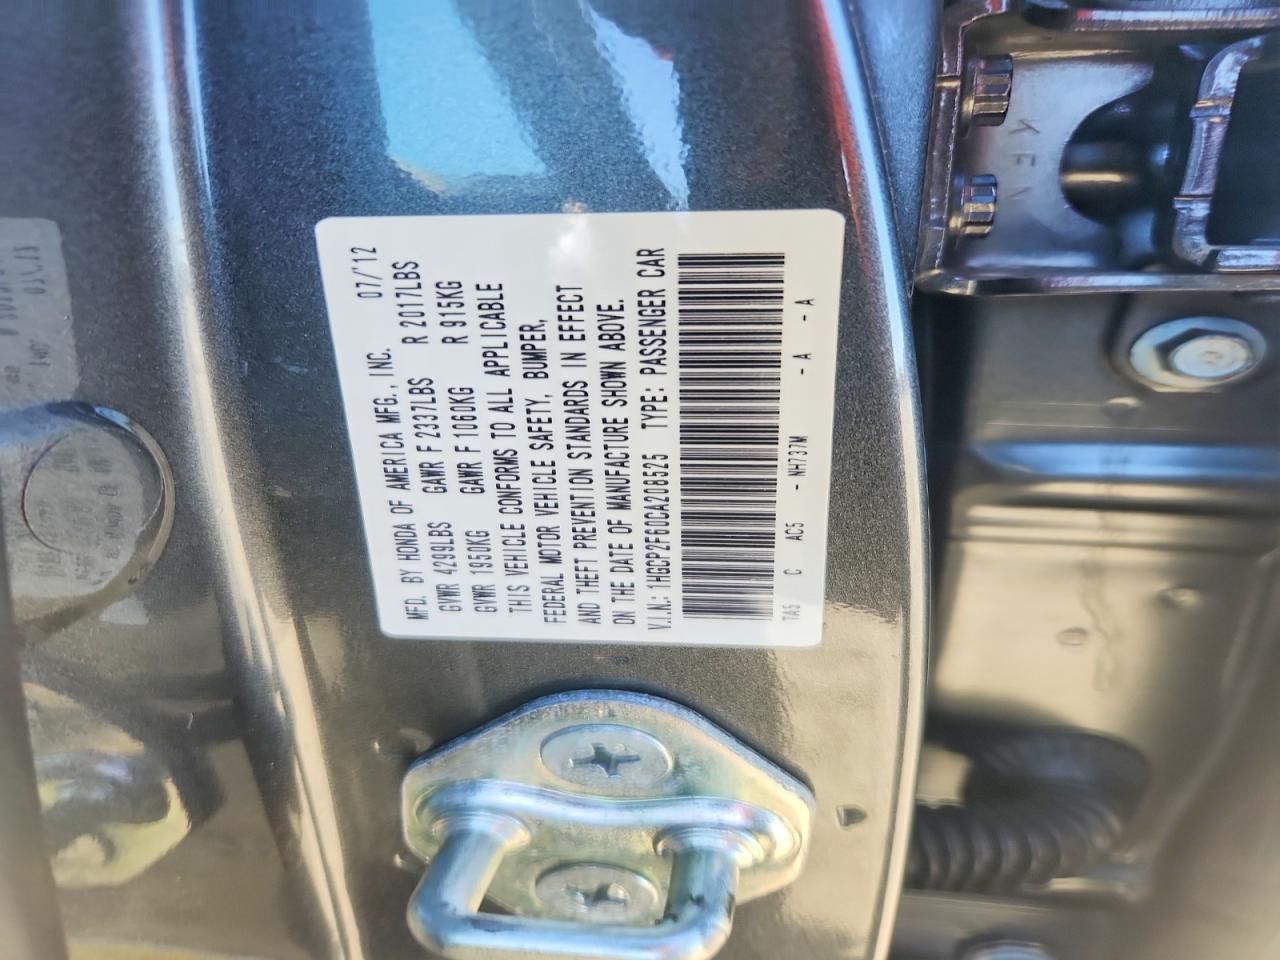 MFD. BY HONDA OF AMERICA MFG., INC. 07/'12
GVWR 4299LBS GAWR F 2337LBS R 2017LBS
GVWR 1950KG GAWR F 1060KG R 915KG
THIS VEHICLE CONFORMS TO ALL APPLICABLE
FEDERAL MOTOR VEHICLE SAFETY, BUMPER,
AND THEFT PREVENTION STANDARDS IN EFFECT
ON THE DATE OF MANUFACTURE SHOWN ABOVE.
V.I.N.: 1HGCP2F60CA208525 TYPE: PASSENGER CAR
TA5 C AC5 - NH737M - A - A
KFN